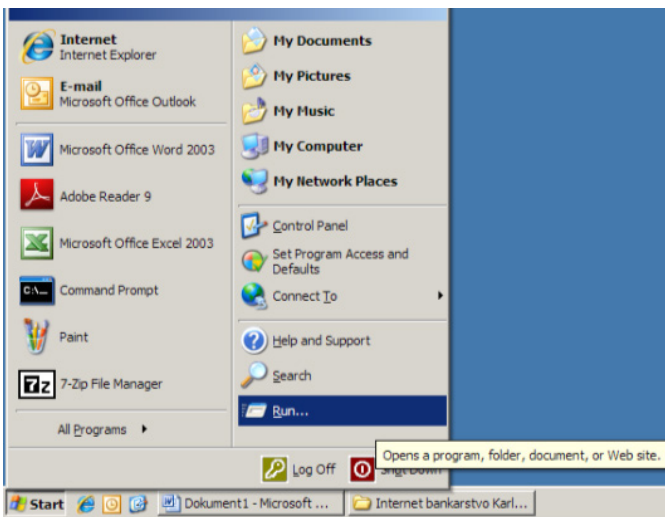 Internet
Internet Explorer
E-mail
Microsoft Office Outlook
Microsoft Office Word 2003
Adobe Reader 9
Microsoft Office Excel 2003
C:\_
Command Prompt
Paint
7z
7-Zip File Manager
All Programs
My Documents
My Pictures
My Music
My Computer
My Network Places
Control Panel
Set Program Access and
Defaults
Connect To
Help and Support
Search
Run...
Opens a program, folder, document, or Web site.
Log Off
Shut Down
Start
Dokument1 - Microsoft ...
Internet bankarstvo Karl...